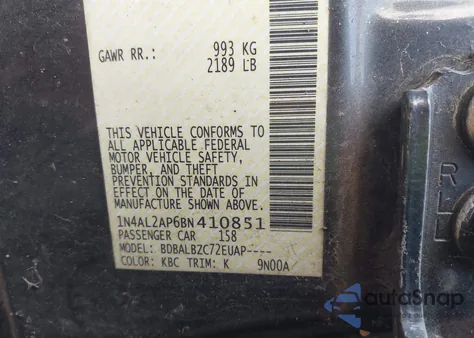 GAWR RR.: 993 KG
2189 LB
THIS VEHICLE CONFORMS TO
ALL APPLICABLE FEDERAL
MOTOR VEHICLE SAFETY,
BUMPER, AND THEFT
PREVENTION STANDARDS IN
EFFECT ON THE DATE OF
MANUFACTURE SHOWN ABOVE.
1N4AL2AP6BN410851
PASSENGER CAR 158
MODEL: BDBALBZC72EUAP----
COLOR: KBC TRIM: K 9N00A
R
L
L
autoSnap